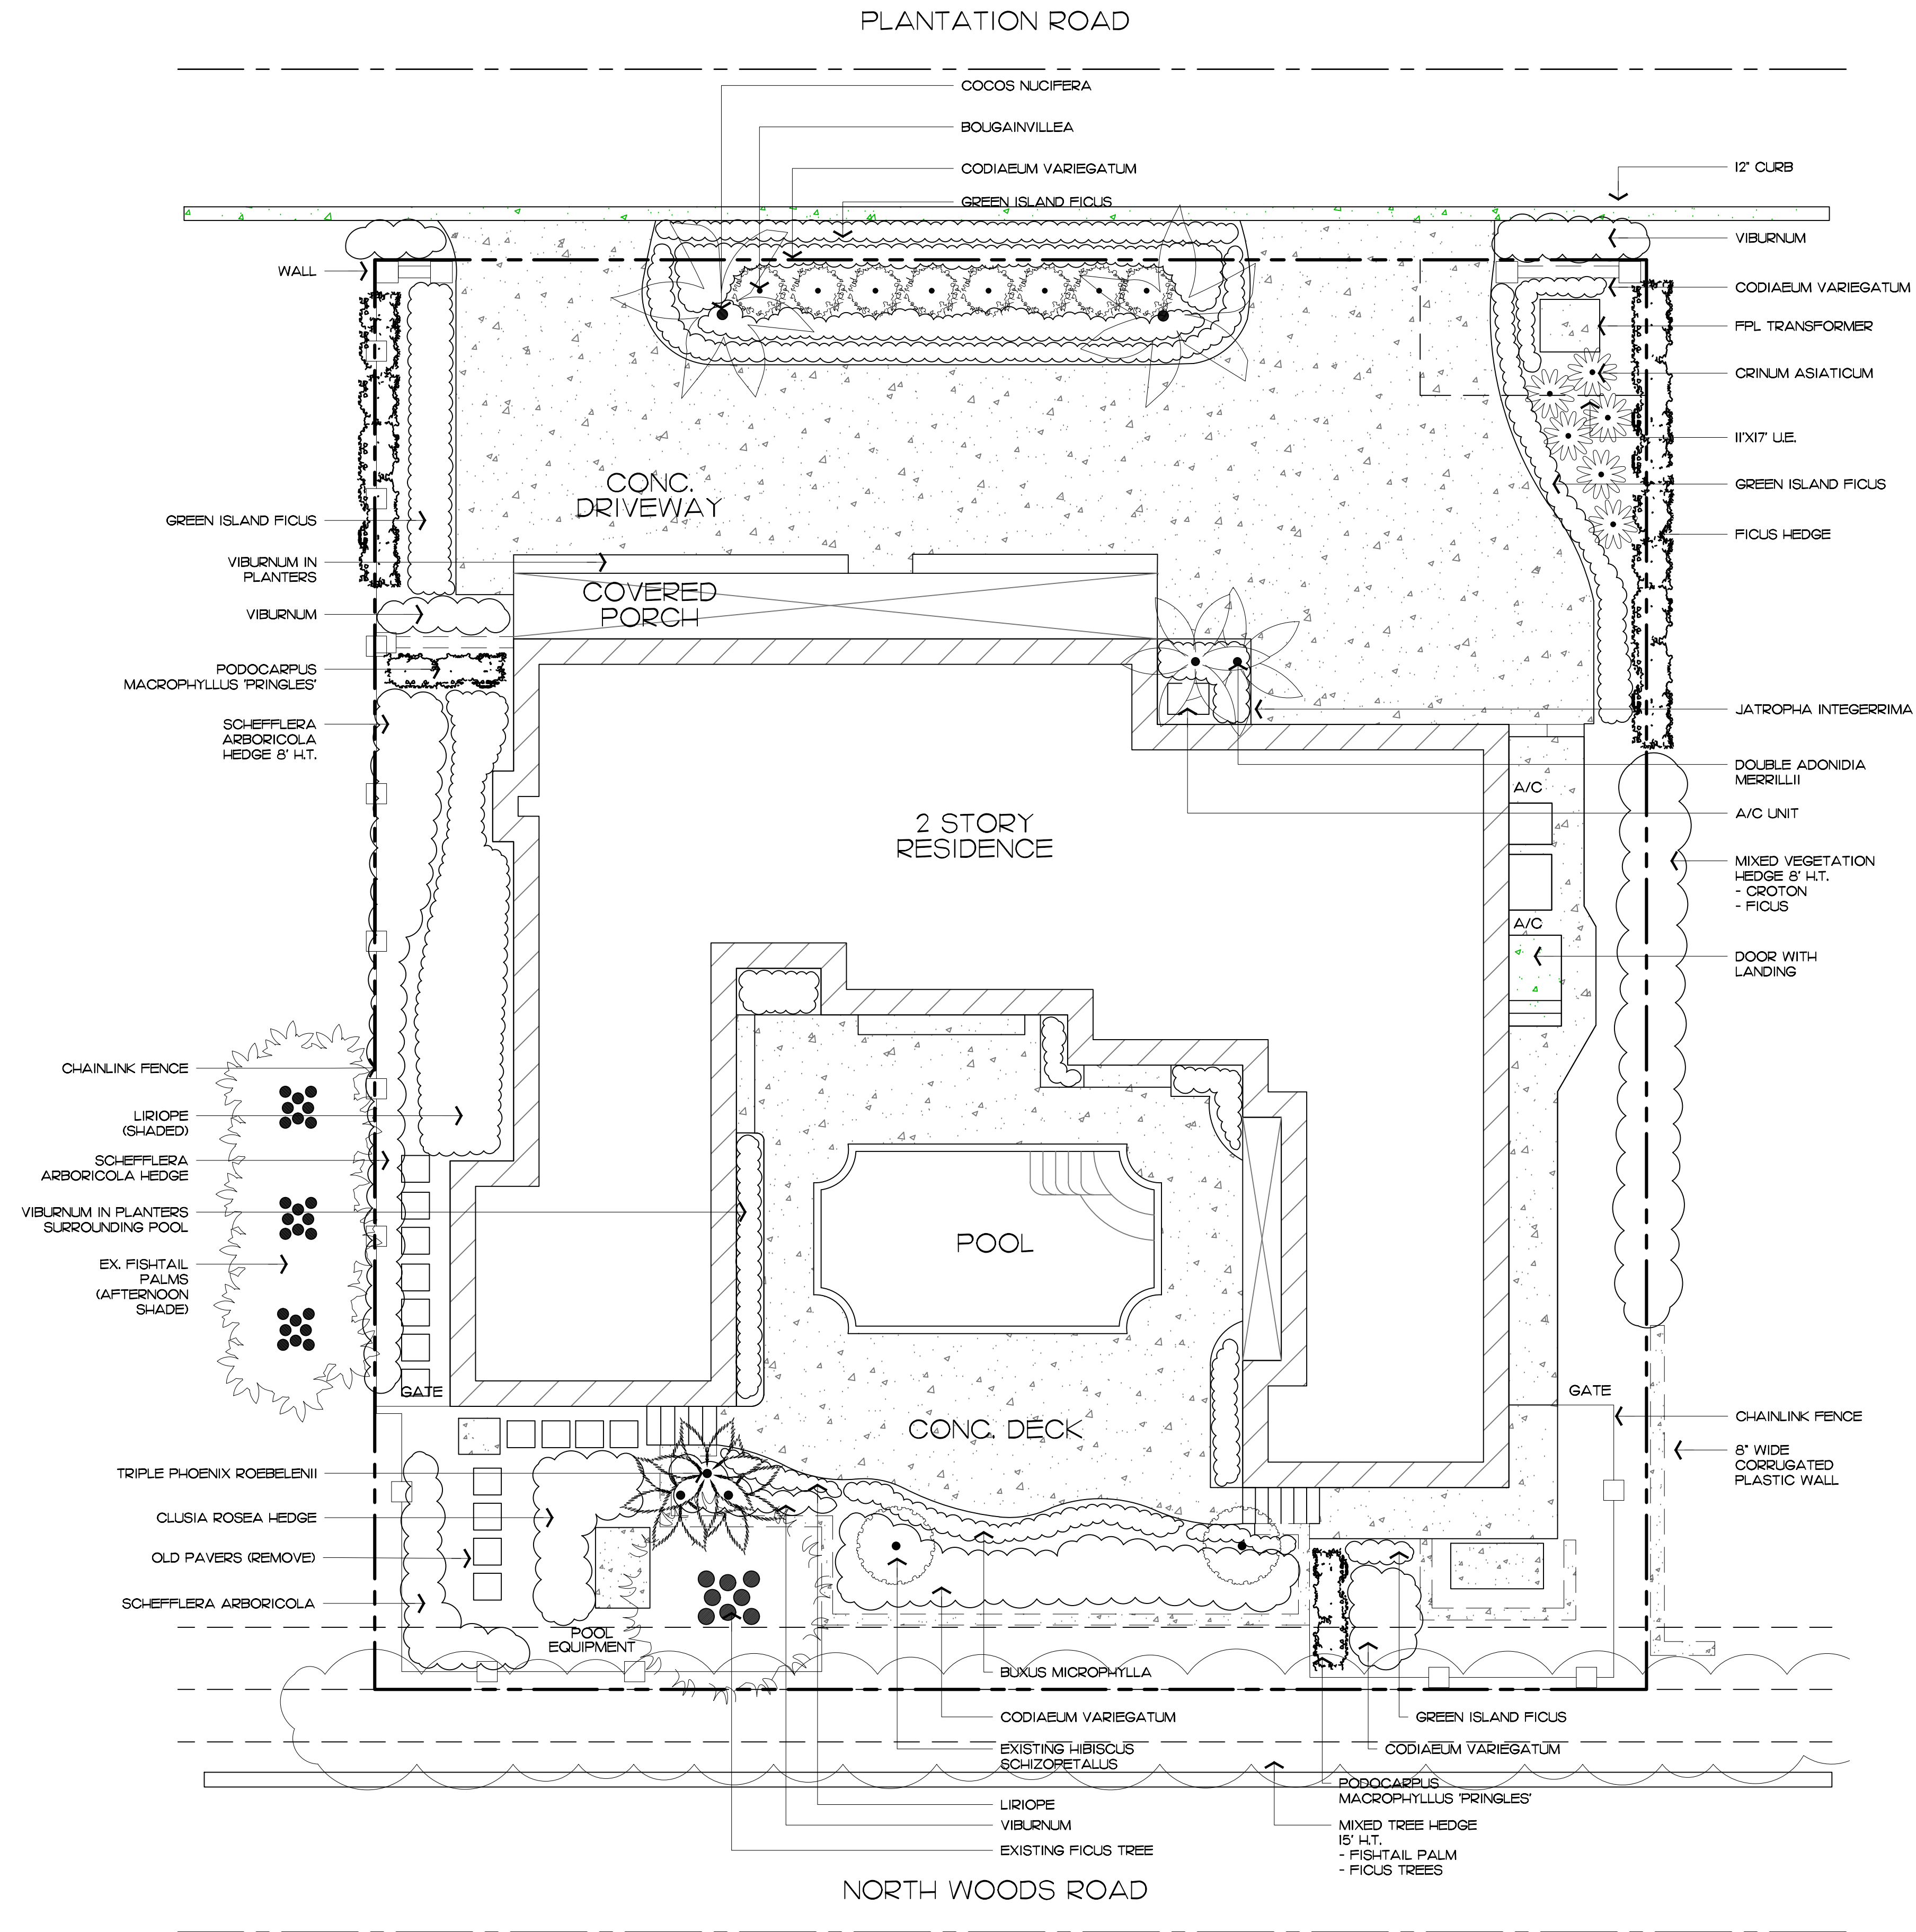 PLANTATION ROAD
COCOS NUCIFERA
BOUGAINVILLEA
CODIAEUM VARIEGATUM
GREEN ISLAND FICUS
12" CURB
VIBURNUM
WALL
CODIAEUM VARIEGATUM
FPL TRANSFORMER
CRINUM ASIATICUM
11'X17' U.E.
GREEN ISLAND FICUS
FICUS HEDGE
CONC.
DRIVEWAY
GREEN ISLAND FICUS
VIBURNUM IN
PLANTERS
COVERED
PORCH
VIBURNUM
PODOCARPUS
MACROPHYLLUS 'PRINGLES'
SCHEFFLERA
ARBORICOLA
HEDGE 8' H.T.
JATROPHA INTEGERRIMA
DOUBLE ADONIDIA
MERRILLII
A/C
A/C UNIT
2 STORY
RESIDENCE
MIXED VEGETATION
HEDGE 8' H.T.
- CROTON
- FICUS
A/C
DOOR WITH
LANDING
CHAINLINK FENCE
LIRIOPE
(SHADED)
SCHEFFLERA
ARBORICOLA HEDGE
VIBURNUM IN PLANTERS
SURROUNDING POOL
EX. FISHTAIL
PALMS
(AFTERNOON
SHADE)
POOL
GATE
GATE
CONC. DECK
CHAINLINK FENCE
8" WIDE
CORRUGATED
PLASTIC WALL
TRIPLE PHOENIX ROEBELENII
CLUSIA ROSEA HEDGE
OLD PAVERS (REMOVE)
SCHEFFLERA ARBORICOLA
POOL
EQUIPMENT
BUXUS MICROPHYLLA
CODIAEUM VARIEGATUM
GREEN ISLAND FICUS
EXISTING HIBISCUS
SCHIZOPETALUS
CODIAEUM VARIEGATUM
PODOCARPUS
MACROPHYLLUS 'PRINGLES'
LIRIOPE
VIBURNUM
EXISTING FICUS TREE
MIXED TREE HEDGE
15' H.T.
- FISHTAIL PALM
- FICUS TREES
NORTH WOODS ROAD